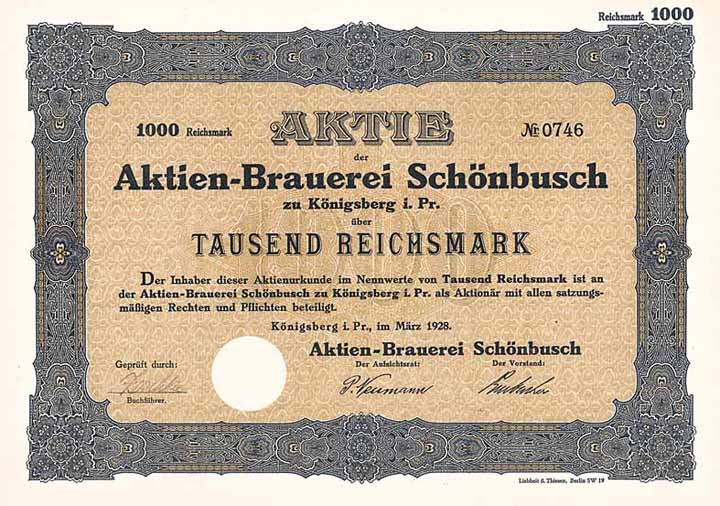 Reichsmark 1000
1000 Reichsmark
AKTIE
№ 0746
der
Aktien-Brauerei Schönbusch
zu Königsberg i. Pr.
über
TAUSEND REICHSMARK
Der Inhaber dieser Aktienurkunde im Nennwerte von Tausend Reichsmark ist an
der Aktien-Brauerei Schönbusch zu Königsberg i. Pr. als Aktionär mit allen satzungs-
mäßigen Rechten und Pflichten beteiligt.
Königsberg i. Pr., im März 1928.
Aktien-Brauerei Schönbusch
Geprüft durch:
Der Aufsichtsrat:
Der Vorstand:
P. Neumann
Buchführer.
Liebheit & Thiesen, Berlin SW 19
1000